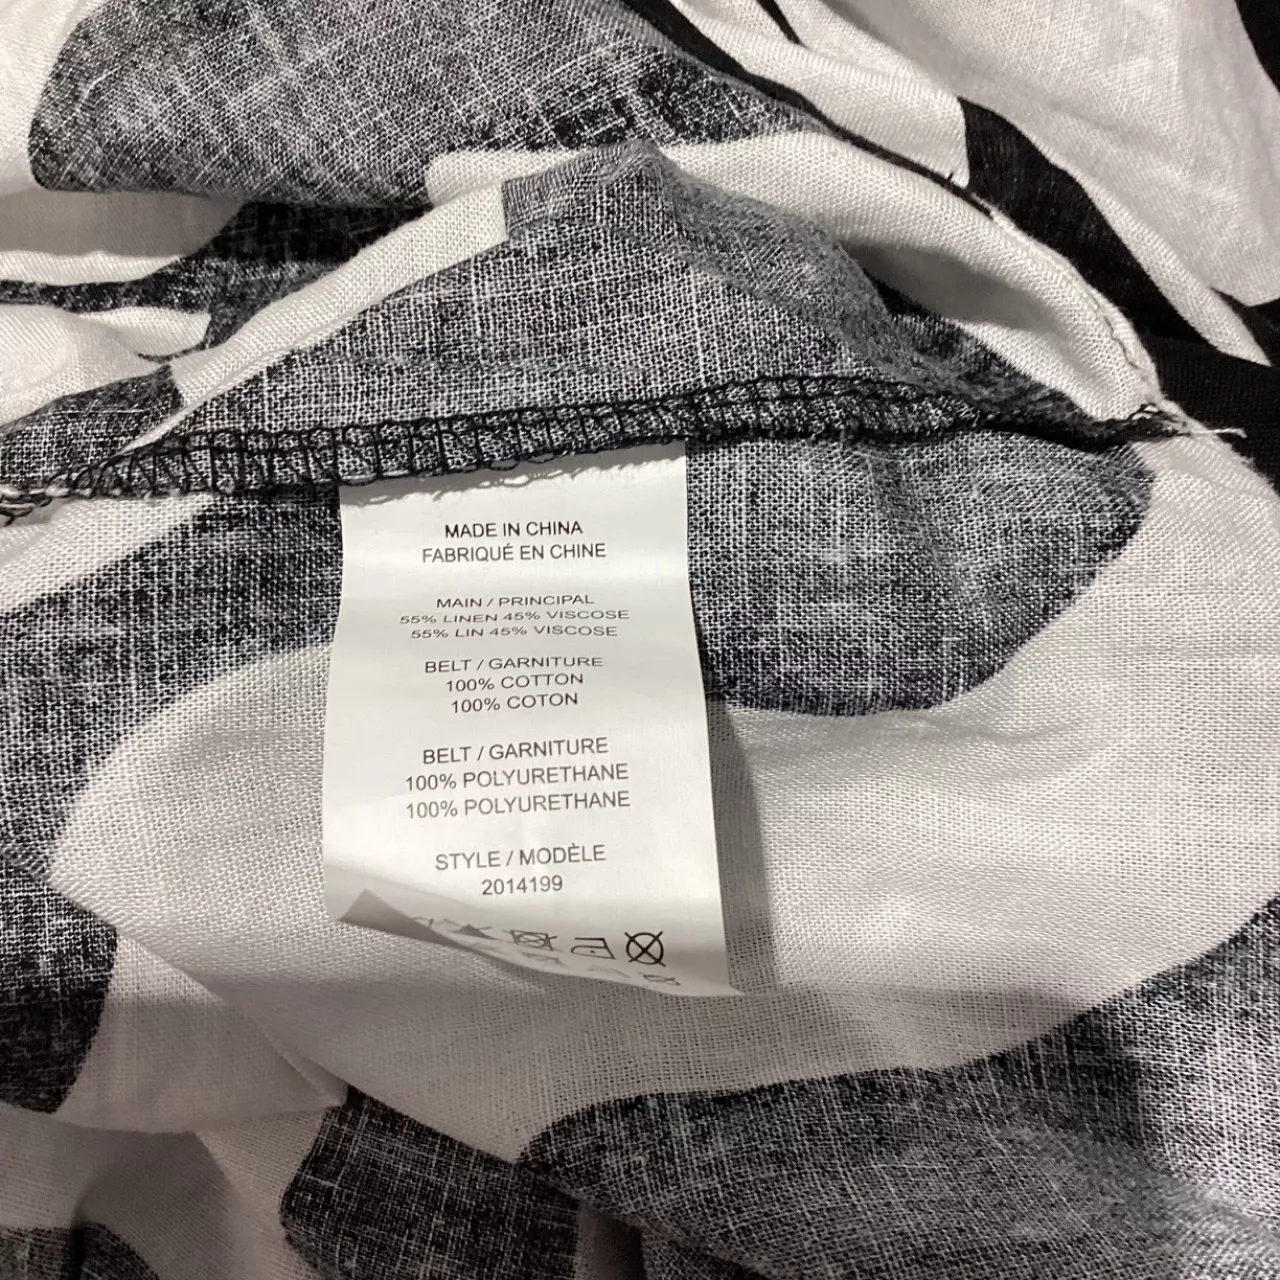 MADE IN CHINA
FABRIQUÉ EN CHINE
MAIN / PRINCIPAL
55% LINEN 45% VISCOSE
55% LIN 45% VISCOSE
BELT / GARNITURE
100% COTTON
100% COTON
BELT / GARNITURE
100% POLYURETHANE
100% POLYURETHANE
STYLE / MODÈLE
2014199